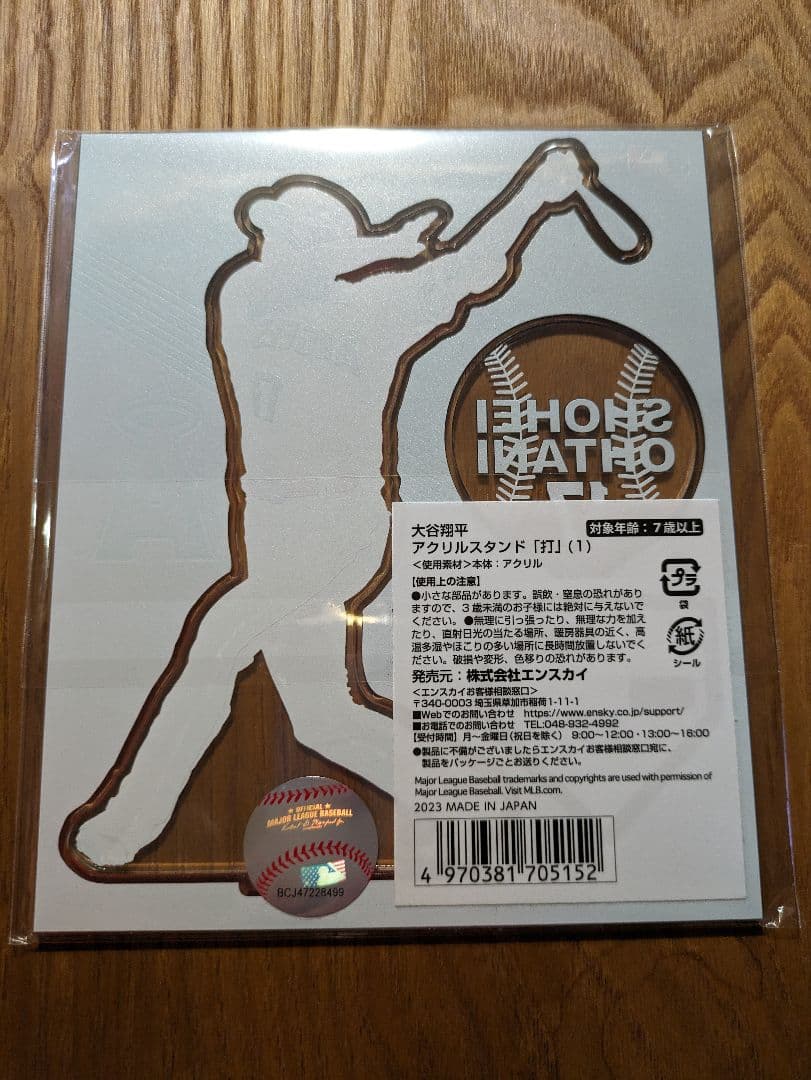 SHOHEI
OHTANI
17
大谷翔平
対象年齢：7歳以上
アクリルスタンド「打」(1)
＜使用素材＞本体：アクリル
【使用上の注意】
●小さな部品があります。誤飲・窒息の恐れがあり
ますので、3歳未満のお子様には絶対に与えないで
ください。●無理に引っ張ったり、無理な力を加え
たり、直射日光の当たる場所、暖房器具の近く、高
温多湿やほこりの多い場所に長時間放置しないでく
ださい。破損や変形、色移りの恐れがあります。
プラ
袋
紙
シール
発売元：株式会社エンスカイ
＜エンスカイお客様相談窓口＞
〒340-0003 埼玉県草加市稲荷1-11-1
■Webでのお問い合わせ https://www.ensky.co.jp/support/
■お電話でのお問い合わせ TEL:048-932-4992
【受付時間】月～金曜日(祝日を除く) 9:00～12:00・13:00～16:00
●製品に不備がございましたらエンスカイお客様相談窓口宛に、
製品をパッケージごとお送りください。
Major League Baseball trademarks and copyrights are used with permission of
Major League Baseball. Visit MLB.com.
2023 MADE IN JAPAN
4 970381 705152
OFFICIAL
MAJOR LEAGUE BASEBALL
BCJ47228499